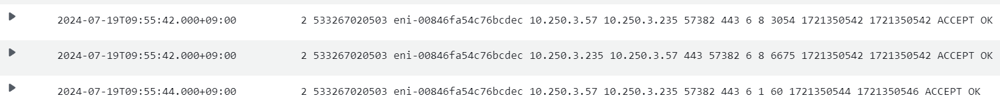 2024-07-19T09:55:42.000+09:00 2 533267020503 eni-00846fa54c76bcdec 10.250.3.57 10.250.3.235 57382 443 6 8 3054 1721350542 1721350542 ACCEPT OK
2024-07-19T09:55:42.000+09:00 2 533267020503 eni-00846fa54c76bcdec 10.250.3.235 10.250.3.57 443 57382 6 8 6675 1721350542 1721350542 ACCEPT OK
2024-07-19T09:55:44.000+09:00 2 533267020503 eni-00846fa54c76bcdec 10.250.3.57 10.250.3.235 57382 443 6 1 60 1721350544 1721350546 ACCEPT OK